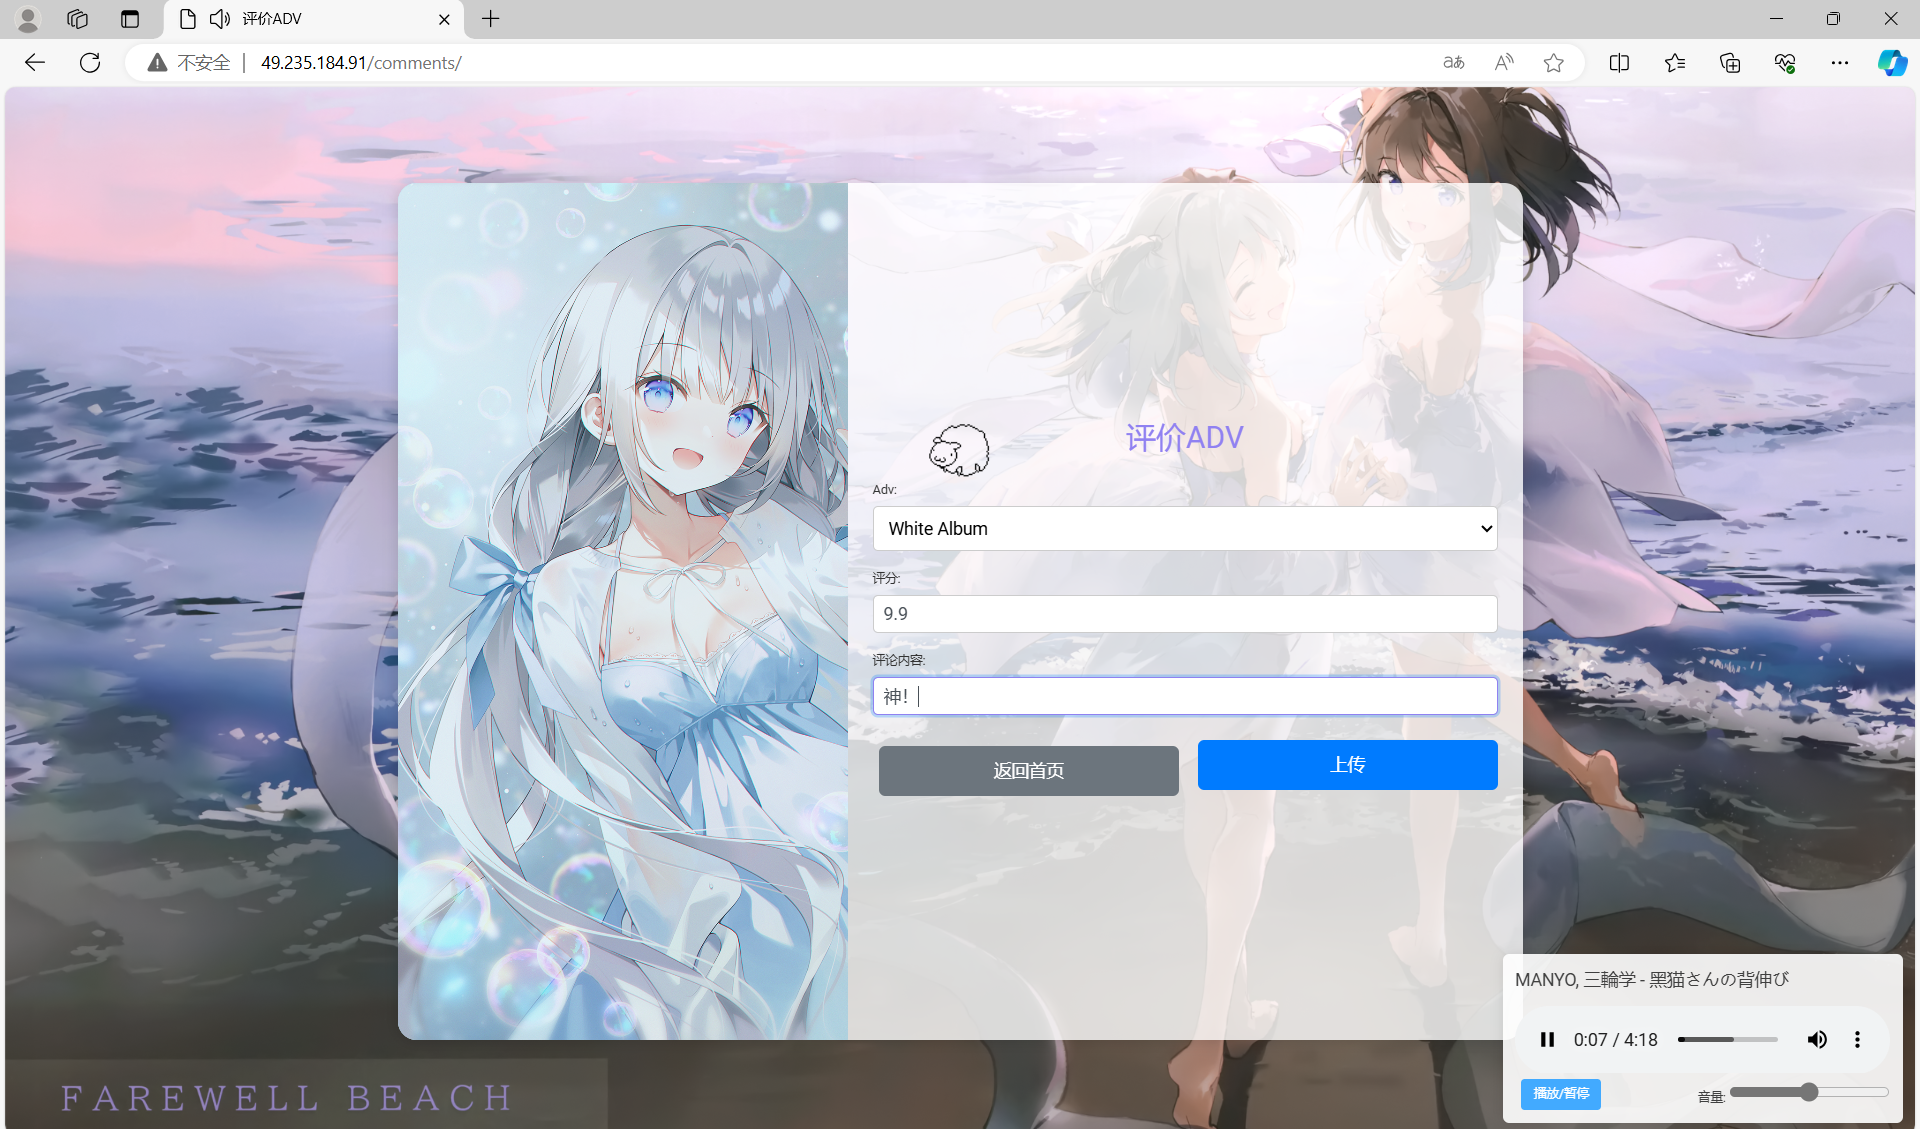 评价ADV
不安全 | 49.235.184.91/comments/
评价ADV
Adv:
White Album
评分:
9.9
评论内容:
神！
返回首页
上传
MANYO, 三輪学 - 黑猫さんの背伸び
0:07 / 4:18
播放/暂停
音量:
FAREWELL BEACH